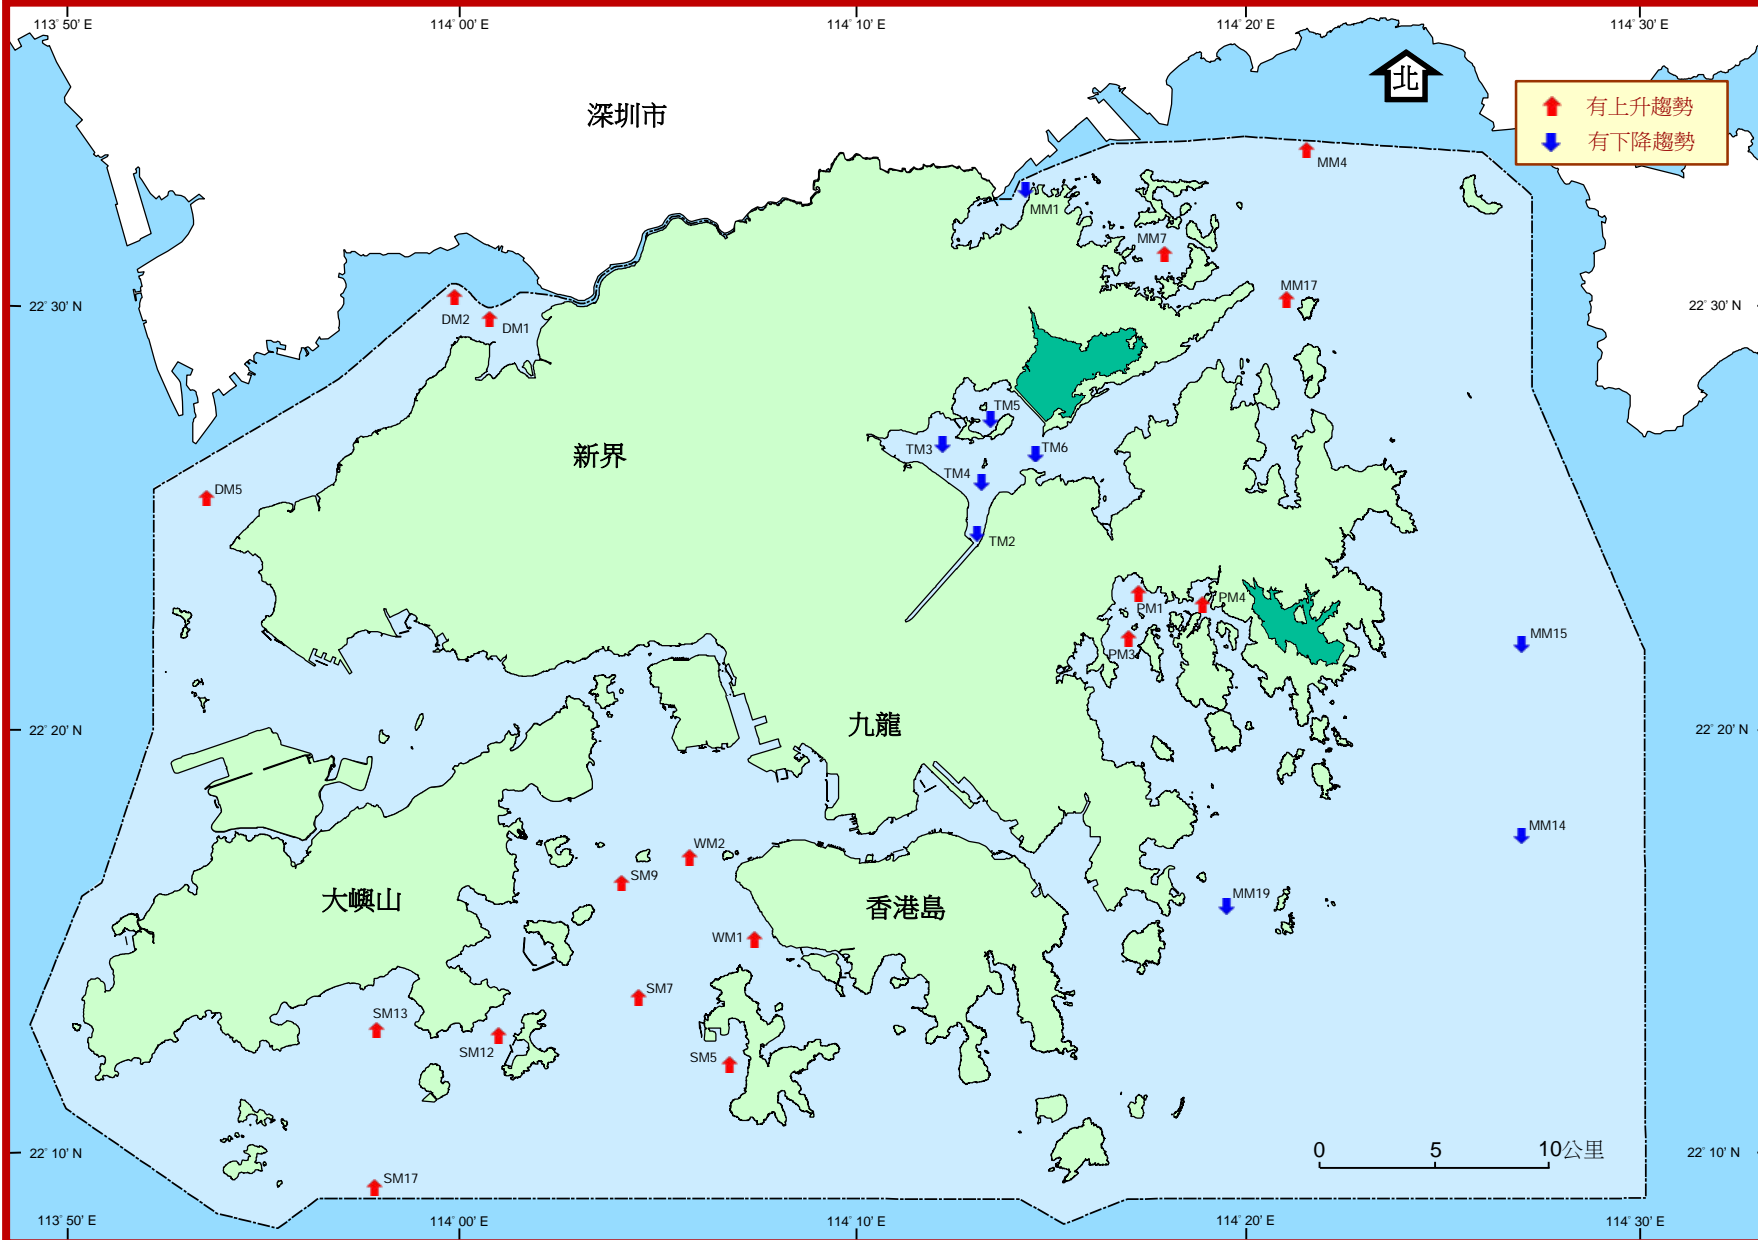 113° 50' E
114° 00' E
114° 10' E
114° 20' E
114° 30' E
北
深圳市
有上升趨勢
有下降趨勢
MM4
MM1
MM7
MM17
22° 30' N
22° 30' N
DM2
DM1
TM5
TM3
TM6
TM4
新界
DM5
TM2
PM1
PM4
PM3
MM15
22° 20' N
九龍
22° 20' N
MM14
WM2
SM9
大嶼山
香港島
MM19
WM1
SM7
SM13
SM12
SM5
22° 10' N
0
5
10公里
22° 10' N
SM17
113° 50' E
114° 00' E
114° 10' E
114° 20' E
114° 30' E